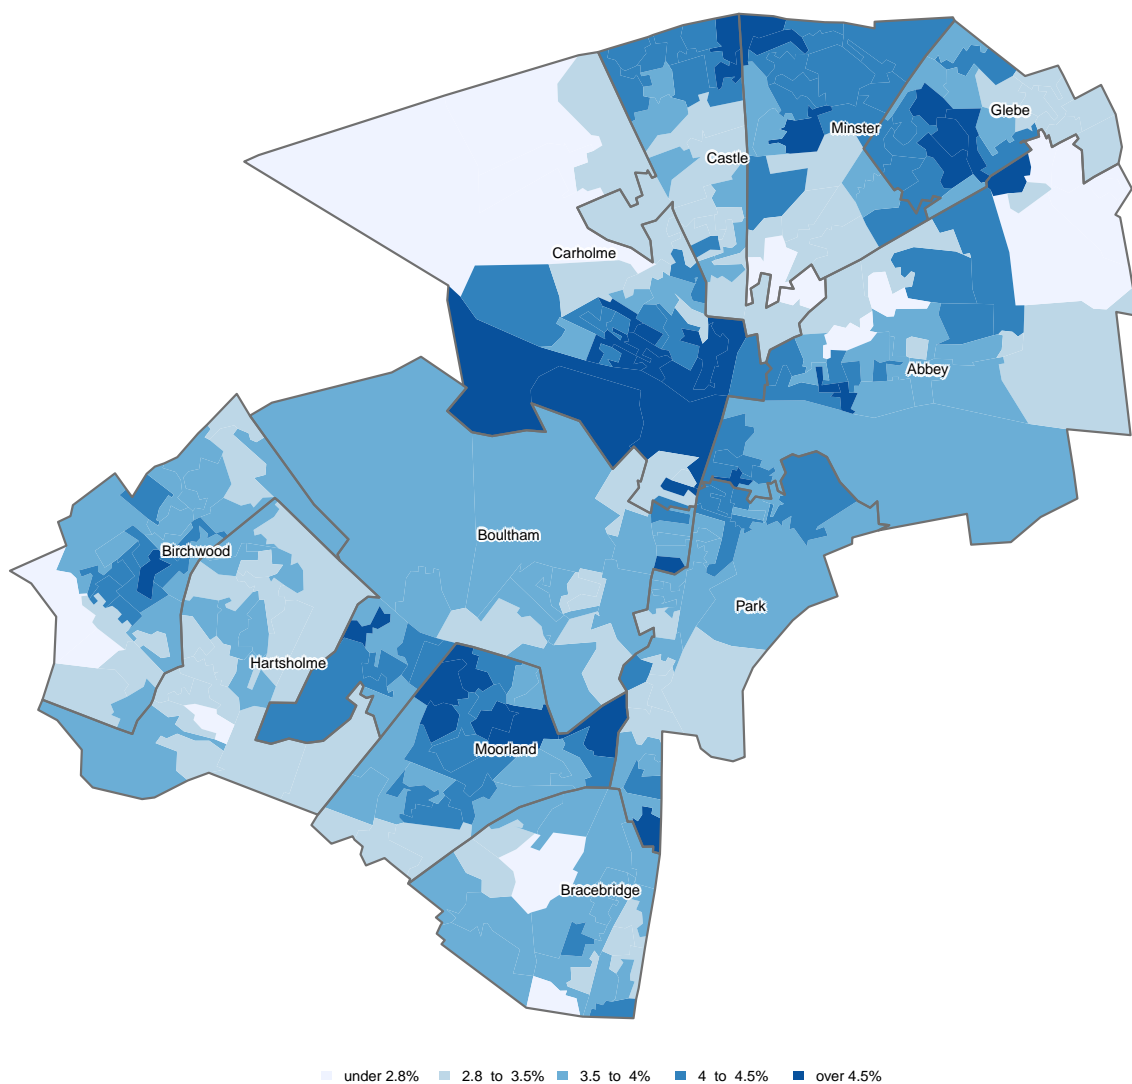 Glebe
Minster
Castle
Carholme
Abbey
Boultham
Birchwood
Park
Hartsholme
Moorland
Bracebridge
under 2.8% 2.8 to 3.5% 3.5 to 4% 4 to 4.5% over 4.5%